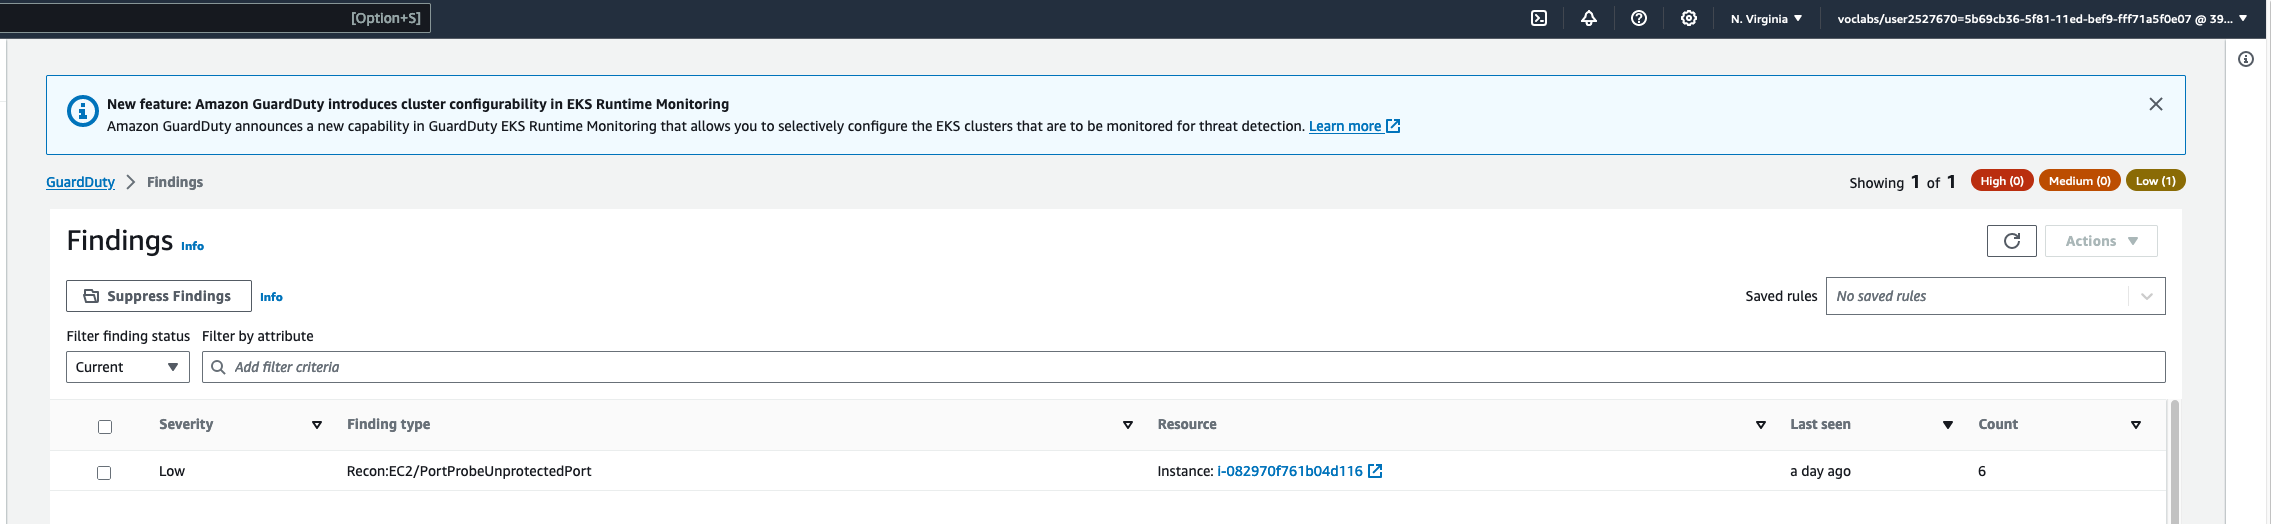 [Option+S]
N. Virginia
voclabs/user2527670=5b69cb36-5f81-11ed-bef9-fff71a5f0e07 @ 39...
New feature: Amazon GuardDuty introduces cluster configurability in EKS Runtime Monitoring
Amazon GuardDuty announces a new capability in GuardDuty EKS Runtime Monitoring that allows you to selectively configure the EKS clusters that are to be monitored for threat detection. Learn more
GuardDuty > Findings
Showing 1 of 1 High (0) Medium (0) Low (1)
Findings Info
Actions
Suppress Findings Info
Saved rules No saved rules
Filter finding status Filter by attribute
Current Add filter criteria
Severity Finding type Resource Last seen Count
Low Recon:EC2/PortProbeUnprotectedPort Instance: i-082970f761b04d116 a day ago 6